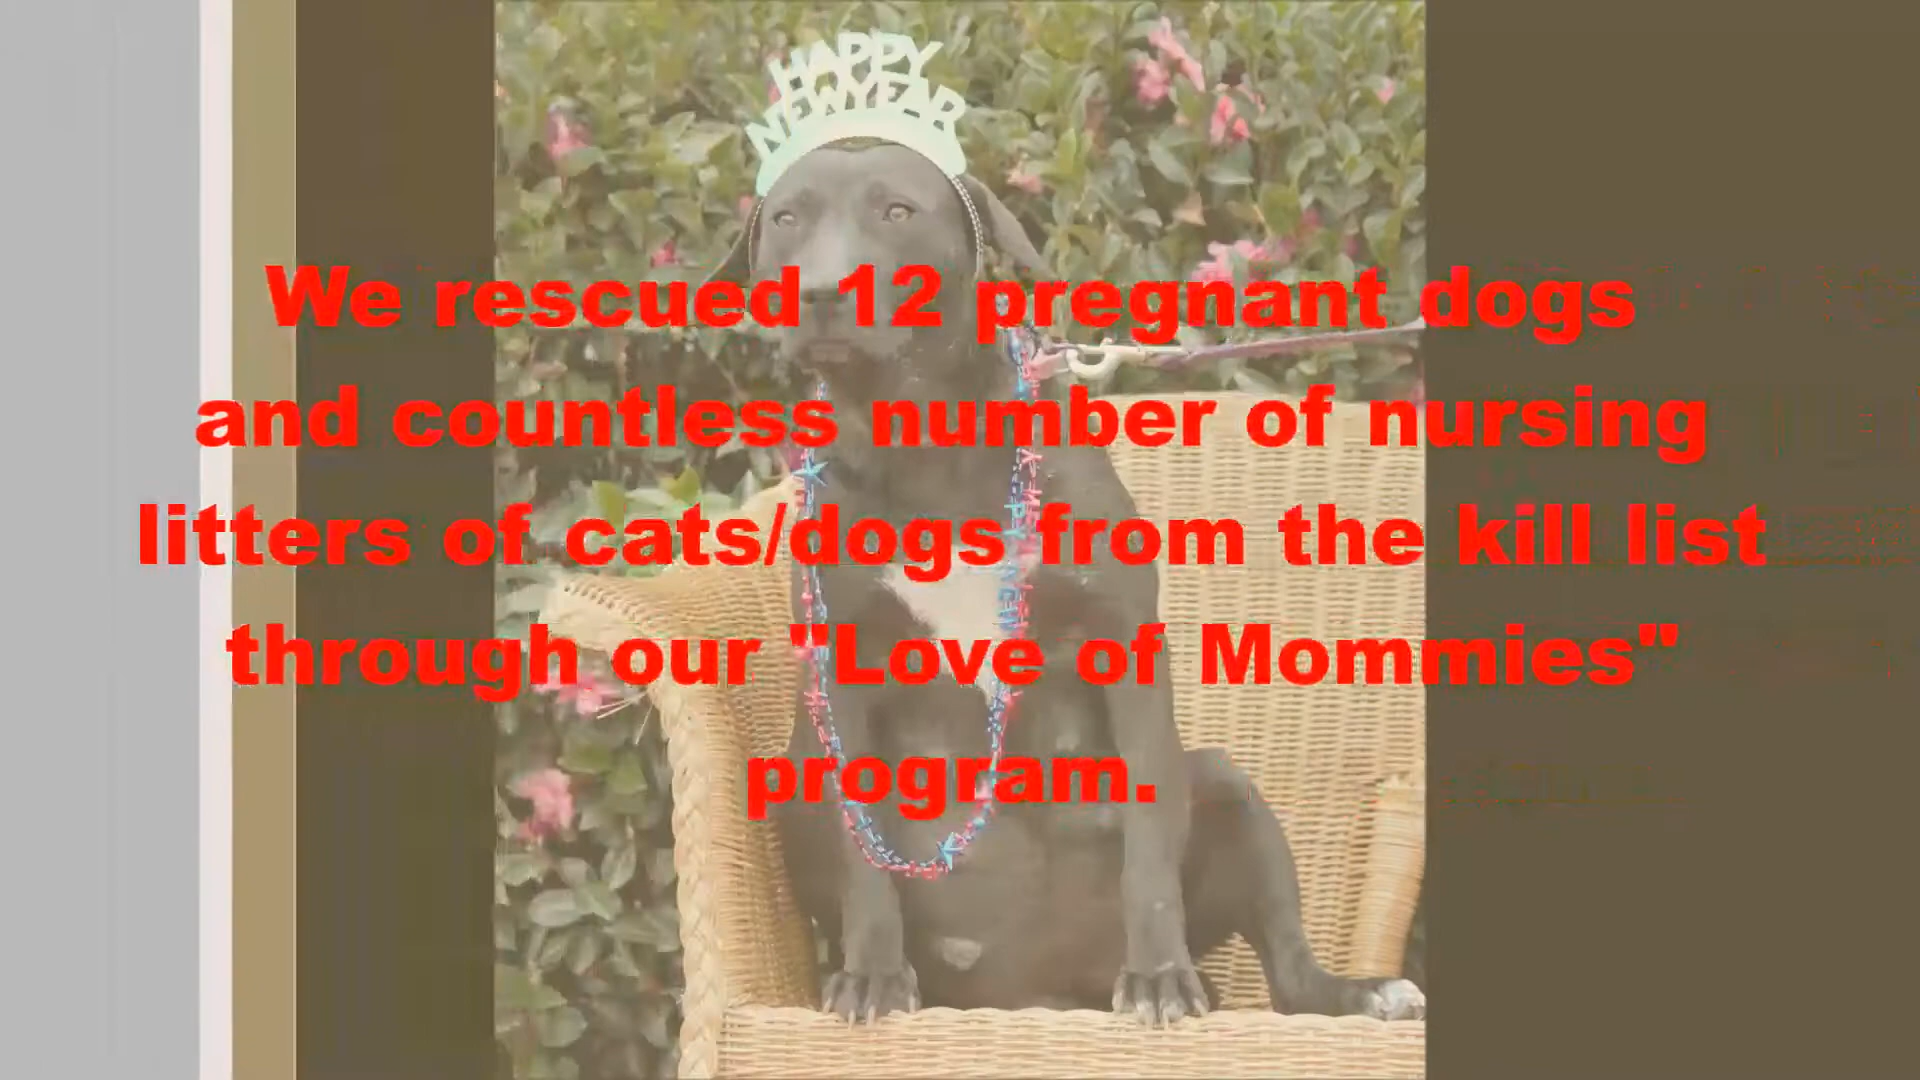 HAPPY
NEW YEAR
We rescued 12 pregnant dogs
and countless number of nursing
litters of cats/dogs from the kill list
through our "Love of Mommies"
program.